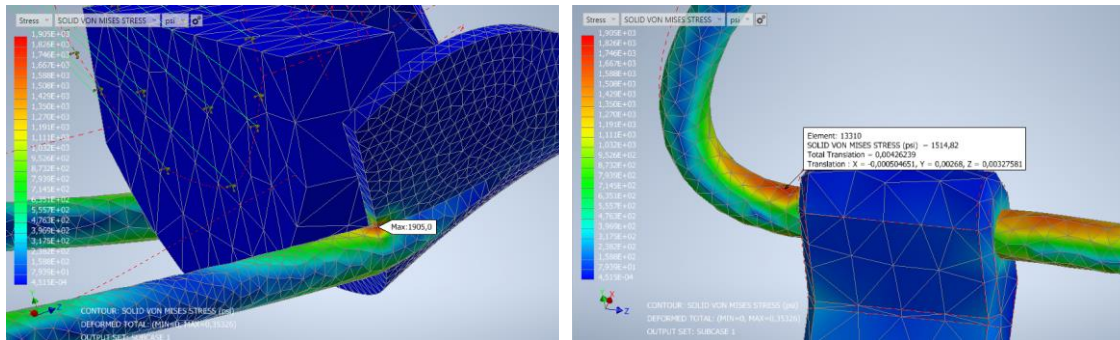 Stress SOLID VON MISES STRESS psi
1,905E+03
1,826E+03
1,746E+03
1,667E+03
1,588E+03
1,508E+03
1,429E+03
1,350E+03
1,270E+03
1,191E+03
1,111E+03
1,032E+03
9,526E+02
8,732E+02
7,939E+02
7,145E+02
6,351E+02
5,557E+02
4,763E+02
3,969E+02
3,175E+02
2,382E+02
1,588E+02
7,939E+01
4,515E-04
Max:1905,0
Z
CONTOUR: SOLID VON MISES STRESS (psi)
DEFORMED TOTAL: (MIN=0, MAX=0.35326)
OUTPUT SET: SUBCASE 1
Stress SOLID VON MISES STRESS psi
1,905E+03
1,826E+03
1,746E+03
1,667E+03
1,588E+03
1,508E+03
1,429E+03
1,350E+03
1,270E+03
1,191E+03
1,111E+03
1,032E+03
9,526E+02
8,732E+02
7,939E+02
7,145E+02
6,351E+02
5,557E+02
4,763E+02
3,969E+02
3,175E+02
2,382E+02
1,588E+02
7,939E+01
4,515E-04
Element: 13310
SOLID VON MISES STRESS (psi) = 1514,82
Total Translation = 0,00426239
Translation : X = -0,000504651, Y = 0,00268, Z = 0,00327581
X
Z
CONTOUR: SOLID VON MISES STRESS (psi)
DEFORMED TOTAL: (MIN=0, MAX=0.35326)
OUTPUT SET: SUBCASE 1